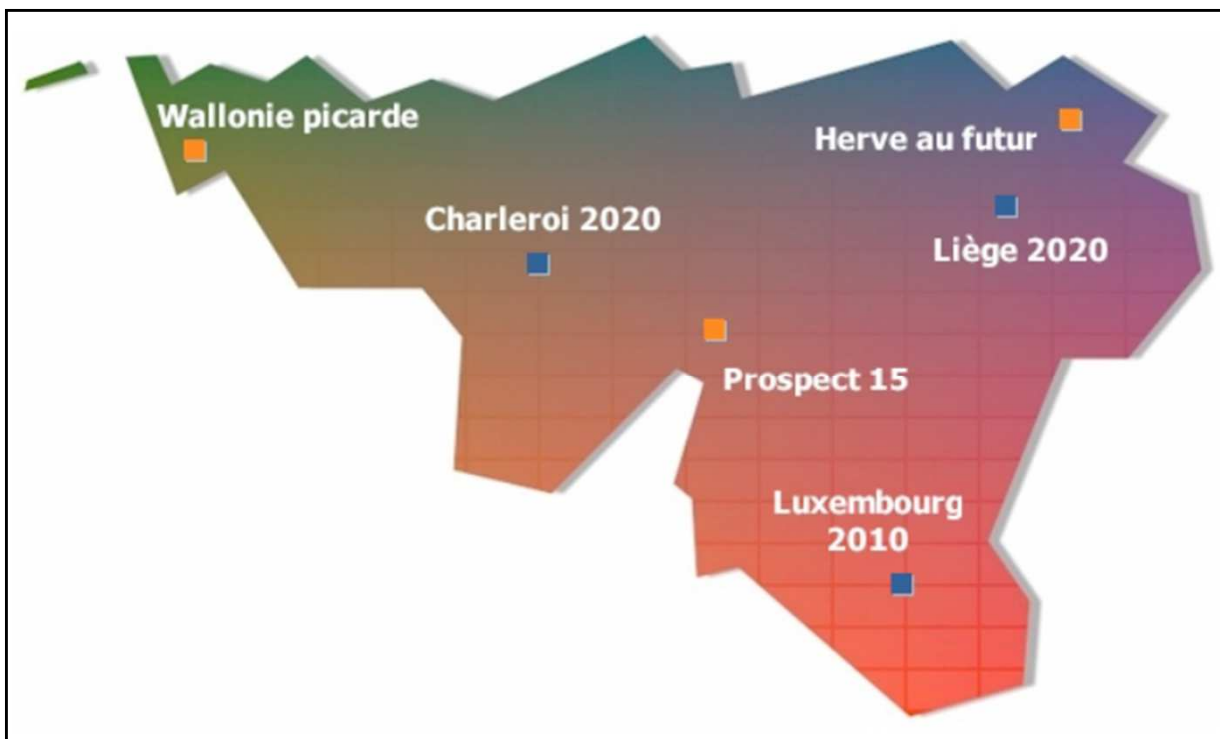 Wallonie picarde
Herve au futur
Charleroi 2020
Liège 2020
Prospect 15
Luxembourg
2010